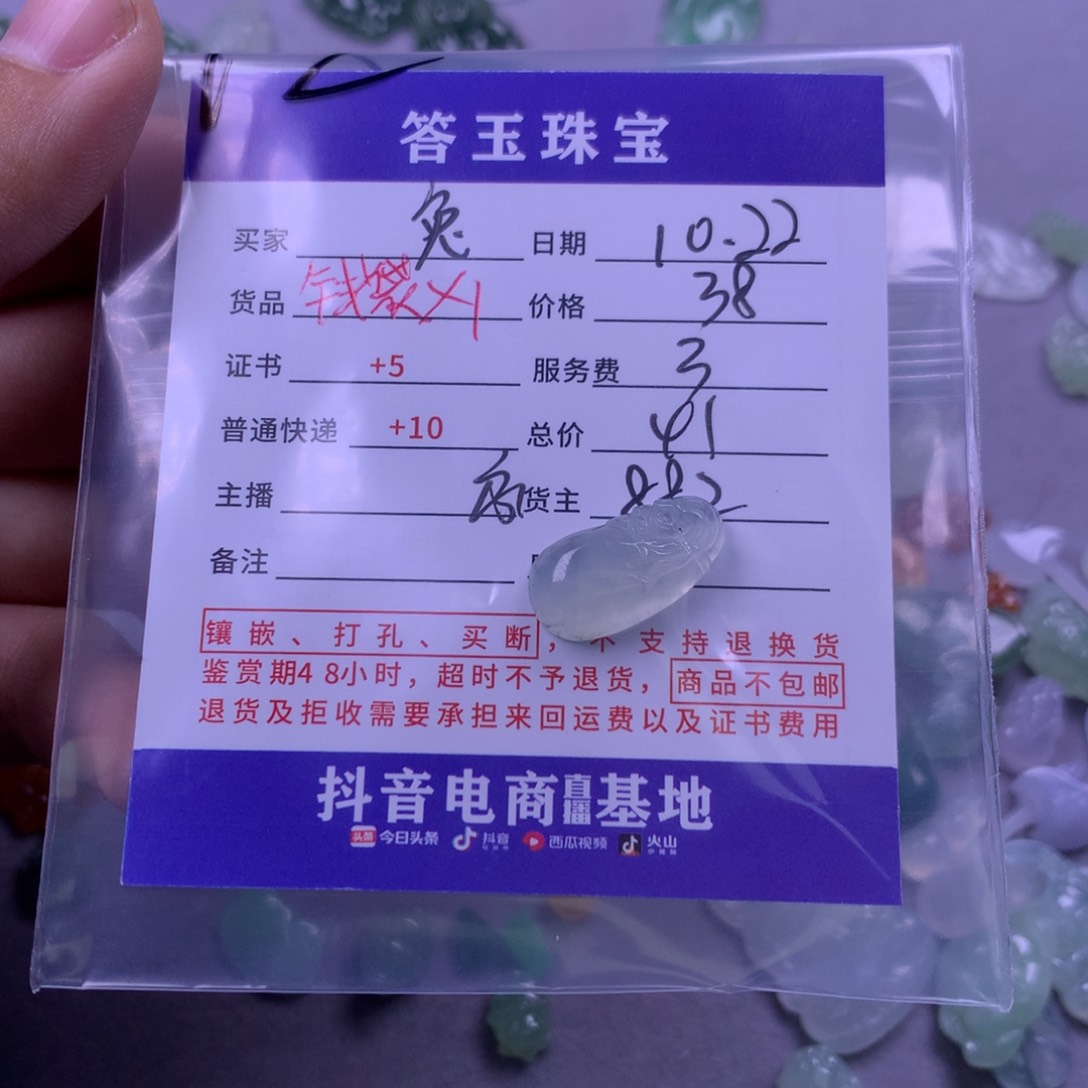 答玉珠宝
买家 兔 日期 10.22
货品 钱袋X1 价格 38
证书 +5 服务费 3
普通快递 +10 总价 41
主播 货主 882
备注
镶嵌、打孔、买断，不支持退换货
鉴赏期48小时，超时不予退货，商品不包邮
退货及拒收需要承担来回运费以及证书费用
抖音电商直播基地
头条 今日头条 抖音 西瓜视频 火山